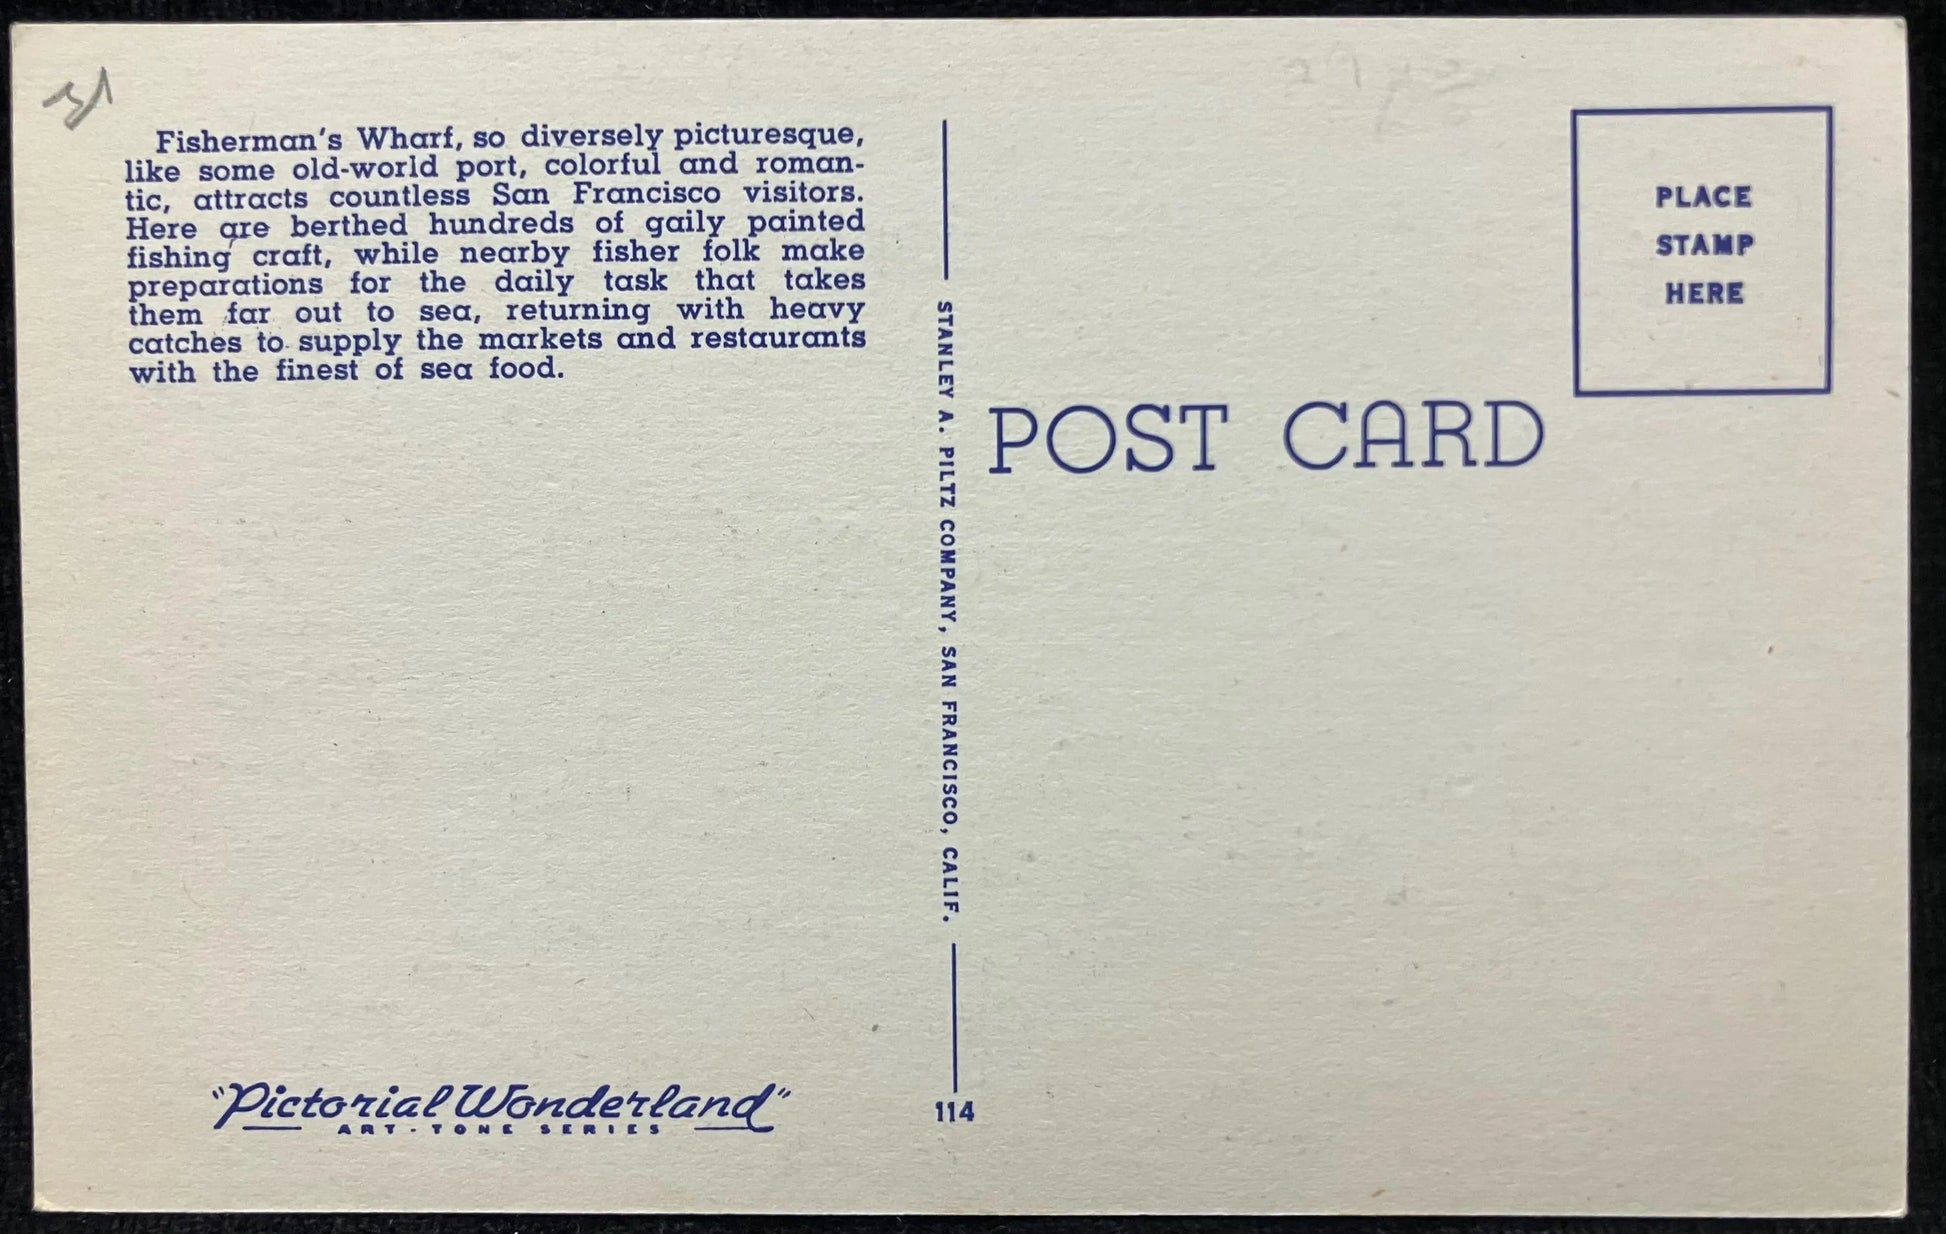 Fisherman's Wharf, so diversely picturesque,
like some old-world port, colorful and roman-
tic, attracts countless San Francisco visitors.
Here are berthed hundreds of gaily painted
fishing craft, while nearby fisher folk make
preparations for the daily task that takes
them far out to sea, returning with heavy
catches to supply the markets and restaurants
with the finest of sea food.
"Pictorial Wonderland"
ART-TONE SERIES
STANLEY A. PILTZ COMPANY, SAN FRANCISCO, CALIF.
114
POST CARD
PLACE
STAMP
HERE